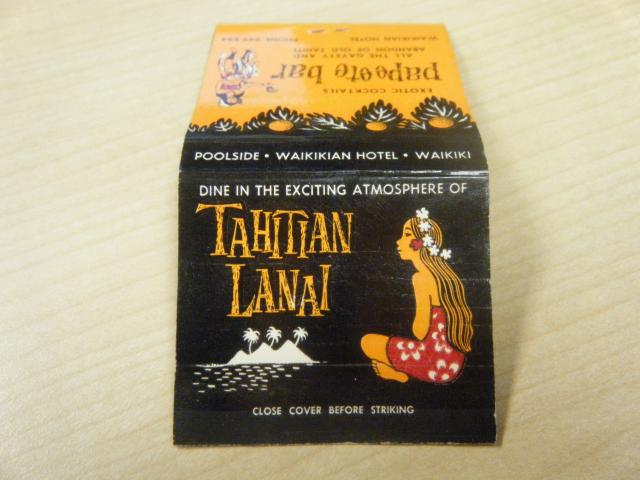 EXOTIC COCKTAILS
papeete bar
ALL THE GAYETY AND
ABANDON OF OLD TAHITI
WAIKIKIAN HOTEL PHONE
POOLSIDE • WAIKIKIAN HOTEL • WAIKIKI
DINE IN THE EXCITING ATMOSPHERE OF
TAHITIAN
LANAI
CLOSE COVER BEFORE STRIKING